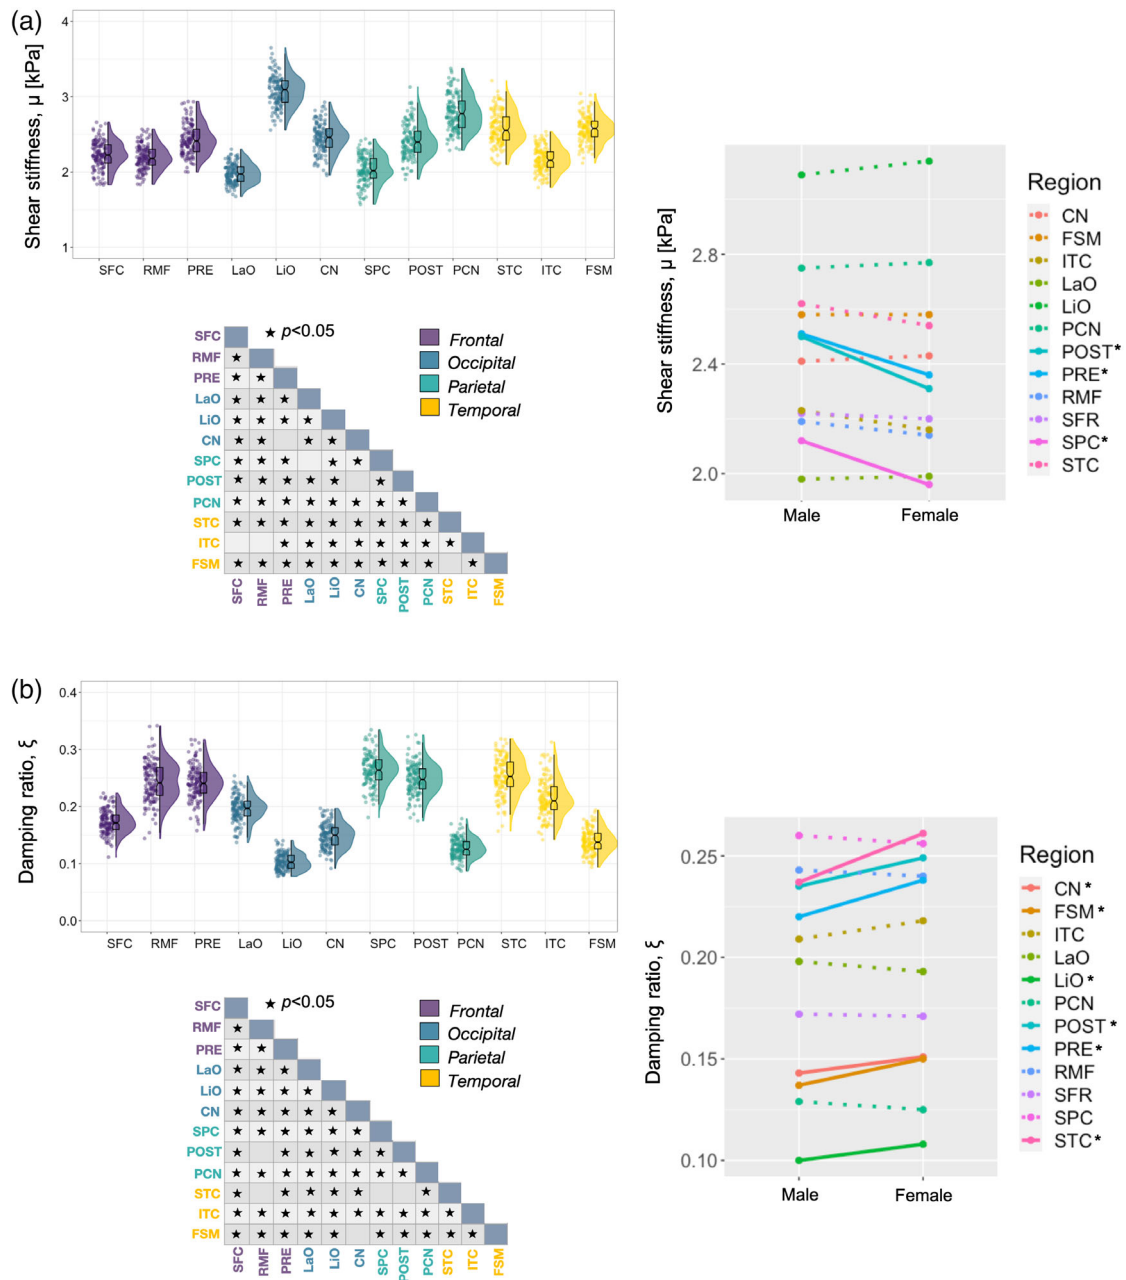 (a)
Shear stiffness, μ [kPa]
4
3
2
1
SFC RMF PRE LaO LiO CN SPC POST PCN STC ITC FSM
★ p<0.05
Frontal
Occipital
Parietal
Temporal
SFC
RMF ★
PRE ★ ★
LaO ★ ★ ★
LiO ★ ★ ★ ★
CN ★ ★ ★ ★
SPC ★ ★ ★ ★ ★
POST ★ ★ ★ ★ ★ ★
PCN ★ ★ ★ ★ ★ ★ ★ ★
STC ★ ★ ★ ★ ★ ★ ★ ★ ★
ITC ★ ★ ★ ★ ★ ★ ★ ★
FSM ★ ★ ★ ★ ★ ★ ★ ★ ★ ★
SFC RMF PRE LaO LiO CN SPC POST PCN STC ITC FSM
Shear stiffness, μ [kPa]
2.8
2.4
2.0
Male Female
Region
CN
FSM
ITC
LaO
LiO
PCN
POST*
PRE*
RMF
SFR
SPC*
STC
(b)
Damping ratio, ξ
0.4
0.3
0.2
0.1
0.0
SFC RMF PRE LaO LiO CN SPC POST PCN STC ITC FSM
★ p<0.05
Frontal
Occipital
Parietal
Temporal
SFC
RMF ★
PRE ★ ★
LaO ★ ★ ★
LiO ★ ★ ★ ★
CN ★ ★ ★ ★ ★
SPC ★ ★ ★ ★ ★ ★
POST ★ ★ ★ ★ ★ ★
PCN ★ ★ ★ ★ ★ ★ ★ ★
STC ★ ★ ★ ★ ★ ★
ITC ★ ★ ★ ★ ★ ★ ★ ★ ★ ★
FSM ★ ★ ★ ★ ★ ★ ★ ★ ★ ★
SFC RMF PRE LaO LiO CN SPC POST PCN STC ITC FSM
Damping ratio, ξ
0.25
0.20
0.15
0.10
Male Female
Region
CN *
FSM *
ITC
LaO
LiO *
PCN
POST *
PRE *
RMF
SFR
SPC
STC *